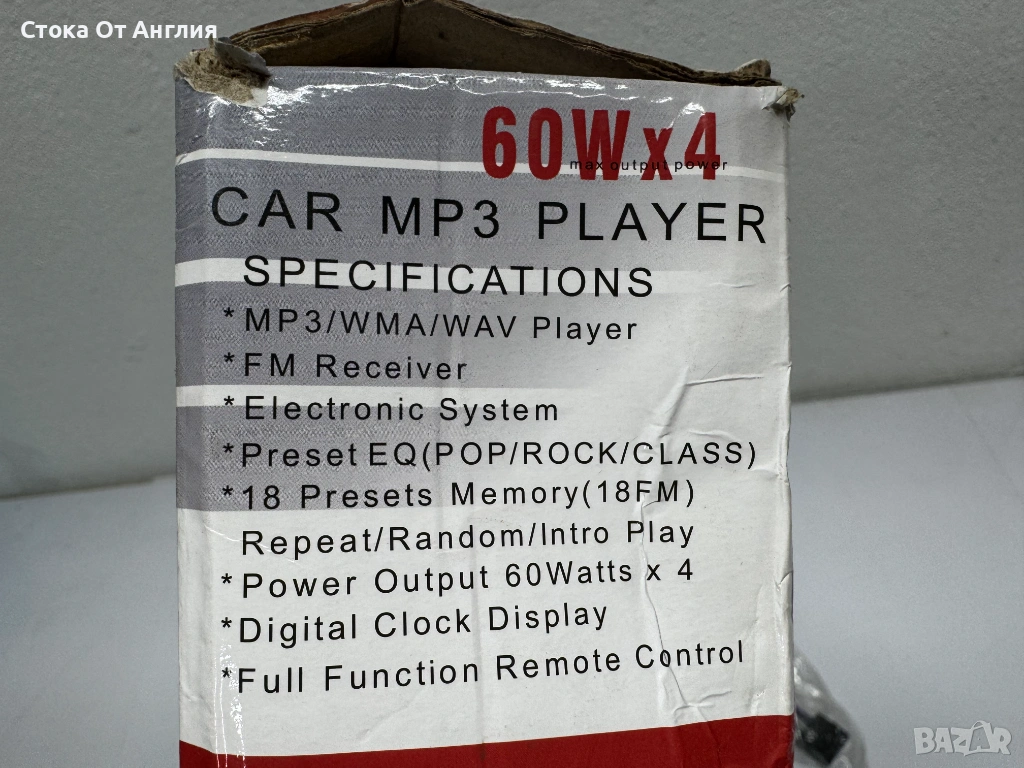 Стока От Англия
60W x 4
max output power
CAR MP3 PLAYER
SPECIFICATIONS
*MP3/WMA/WAV Player
*FM Receiver
*Electronic System
*Preset EQ(POP/ROCK/CLASS)
*18 Presets Memory(18FM)
Repeat/Random/Intro Play
*Power Output 60Watts x 4
*Digital Clock Display
*Full Function Remote Control
BAZAR